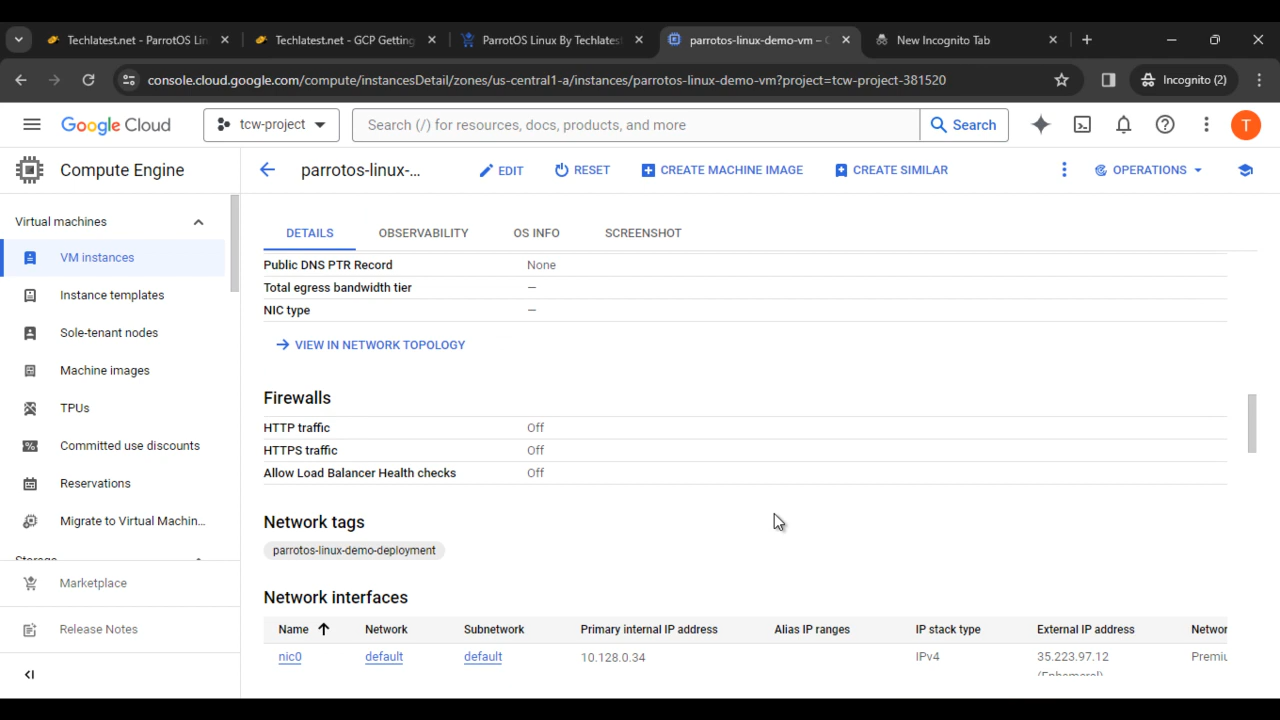 Techlatest.net - ParrotOS Lin
Techlatest.net - GCP Getting
ParrotOS Linux By Techlates
parrotos-linux-demo-vm – G
New Incognito Tab
console.cloud.google.com/compute/instancesDetail/zones/us-central1-a/instances/parrotos-linux-demo-vm?project=tcw-project-381520
Incognito (2)
Google Cloud
tcw-project
Search (/) for resources, docs, products, and more
Search
T
Compute Engine
parrotos-linux-...
EDIT
RESET
CREATE MACHINE IMAGE
CREATE SIMILAR
OPERATIONS
Virtual machines
VM instances
Instance templates
Sole-tenant nodes
Machine images
TPUs
Committed use discounts
Reservations
Migrate to Virtual Machin...
Storage
Marketplace
Release Notes
DETAILS
OBSERVABILITY
OS INFO
SCREENSHOT
Public DNS PTR Record None
Total egress bandwidth tier –
NIC type –
VIEW IN NETWORK TOPOLOGY
Firewalls
HTTP traffic Off
HTTPS traffic Off
Allow Load Balancer Health checks Off
Network tags
parrotos-linux-demo-deployment
Network interfaces
Name Network Subnetwork Primary internal IP address Alias IP ranges IP stack type External IP address Networ
nic0 default default 10.128.0.34 IPv4 35.223.97.12 Premiu
(Ephemeral)